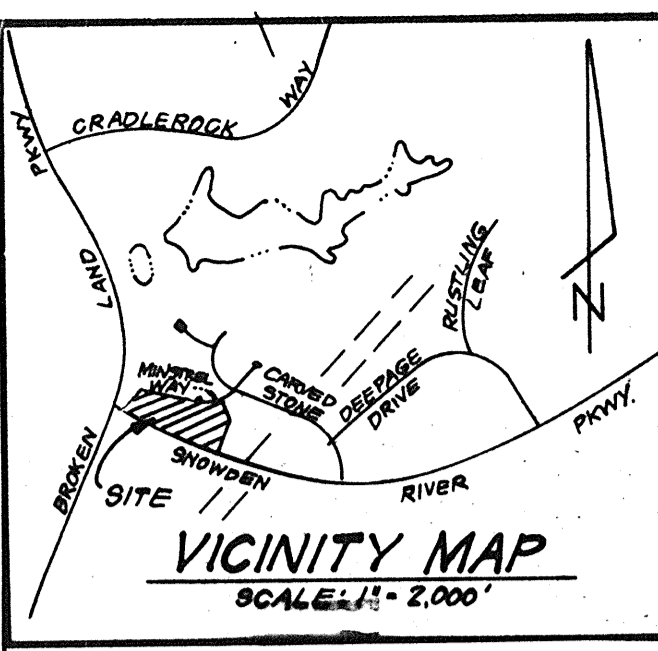 WAY
CRADLEROCK
PKWY
LAND
RUSTLING
LEAF
N
MINSTREL
WAY
CARVED
STONE
DEEPAGE
DRIVE
PKWY.
SNOWDEN
RIVER
BROKEN
SITE
VICINITY MAP
SCALE: 1" - 2,000'